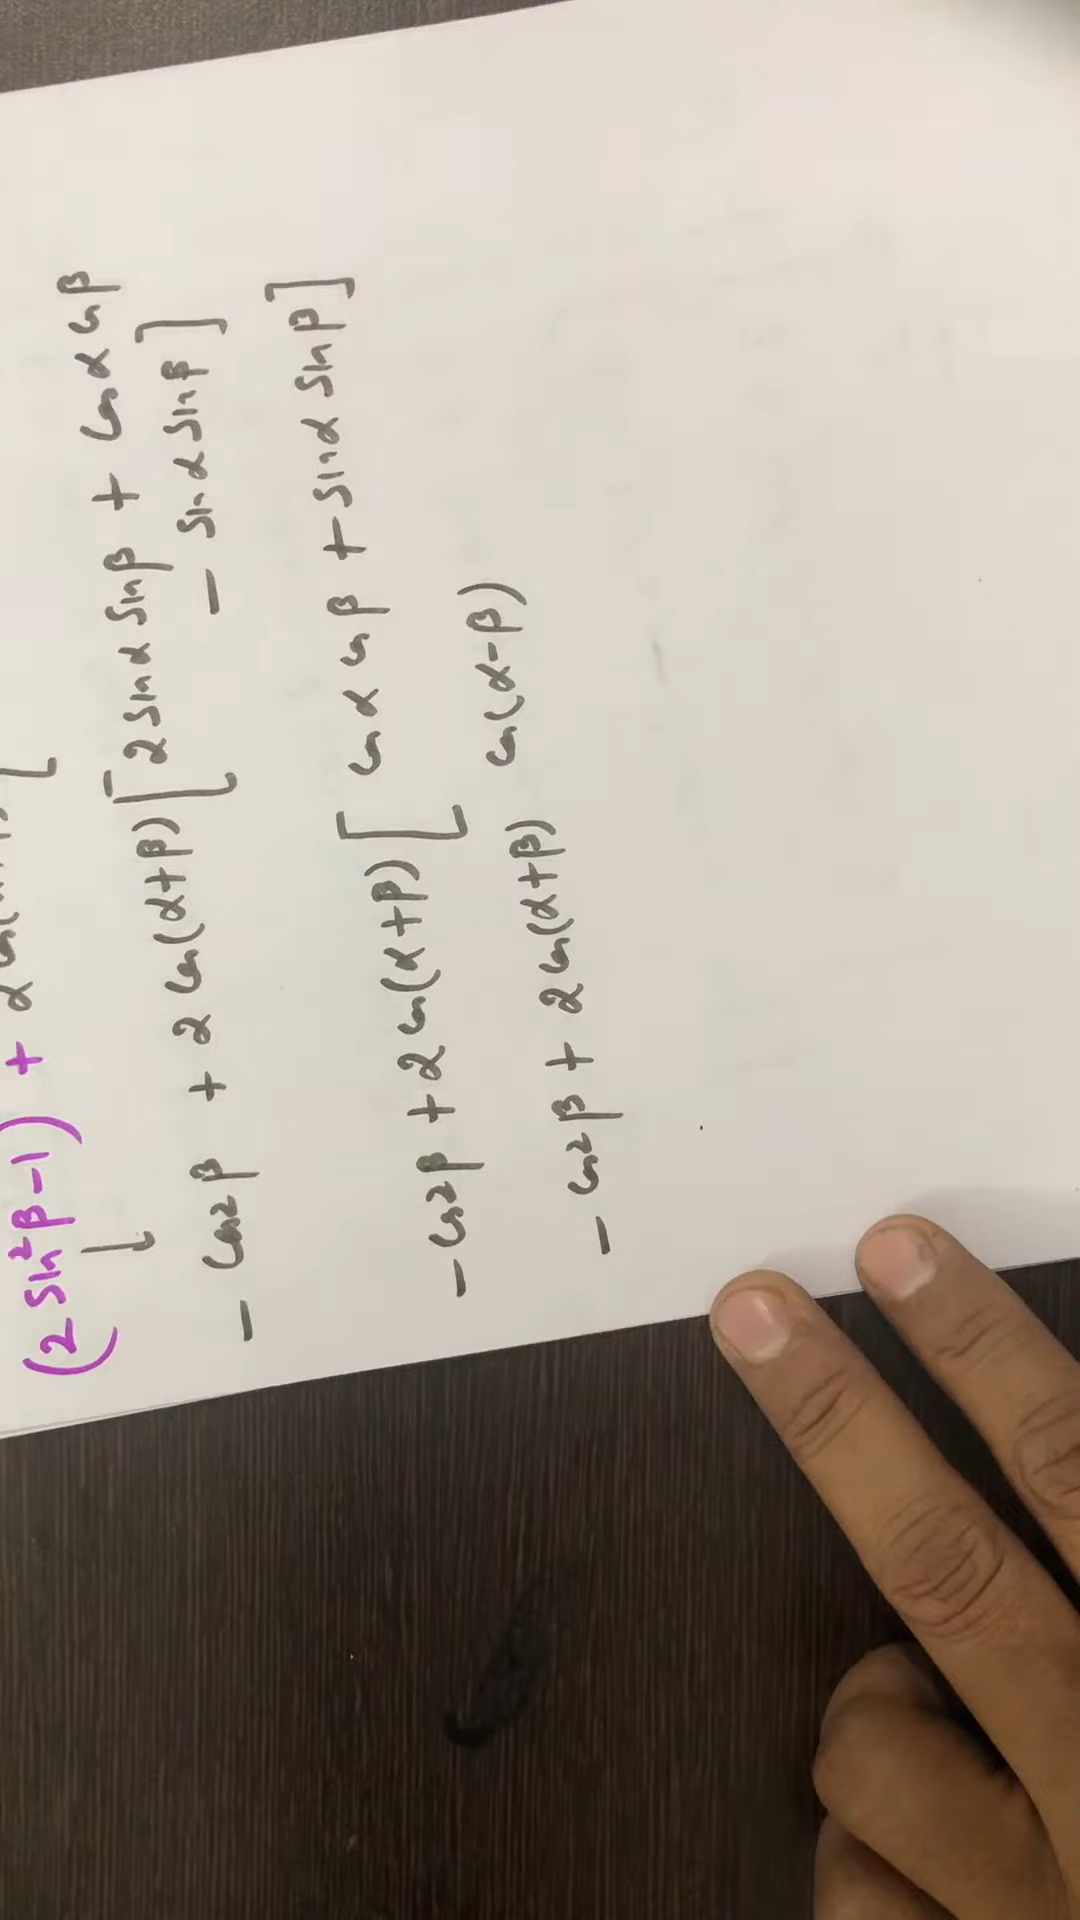 (2 sin²β-1) + 2
- cos2β + 2 cos(α+β) [2 sinα sinβ + cosα cosβ
- sinα sinβ]
- cos2β + 2 cos(α+β) [cosα cosβ + sinα sinβ]
- cos2β + 2 cos(α+β) cos(α-β)